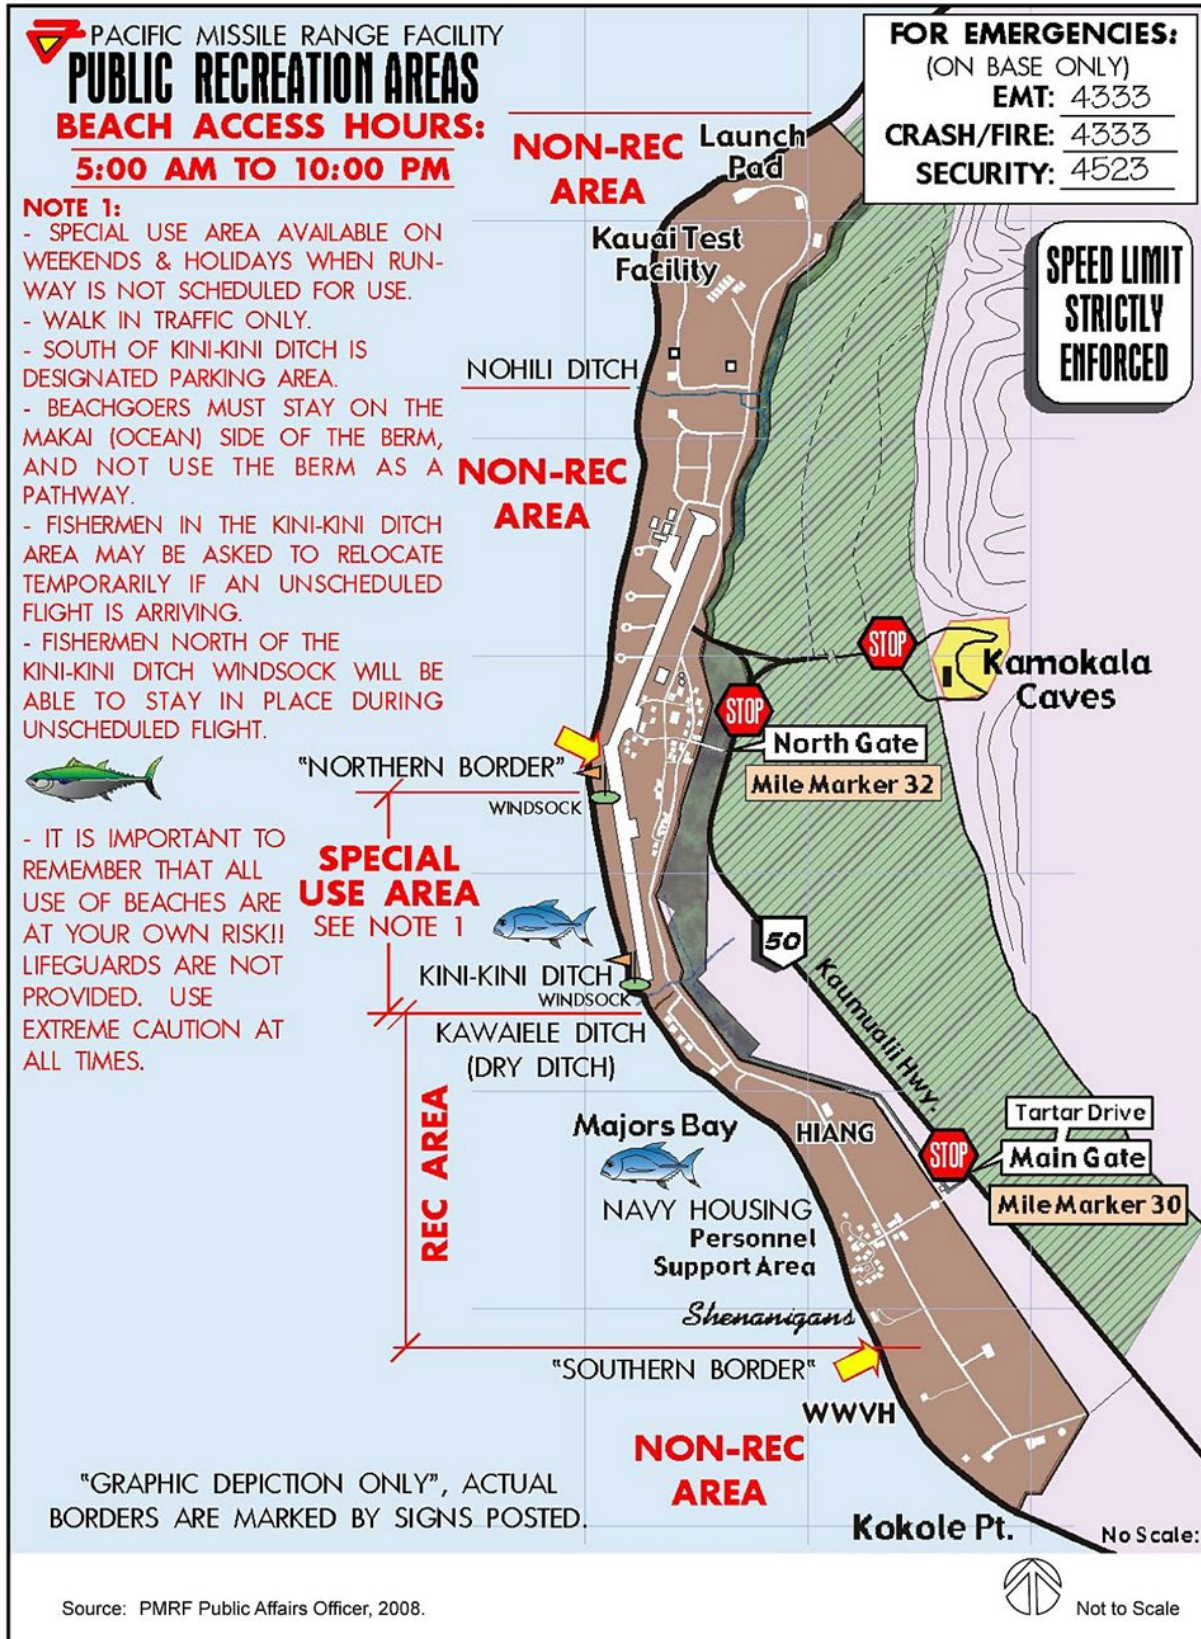 PACIFIC MISSILE RANGE FACILITY
PUBLIC RECREATION AREAS
BEACH ACCESS HOURS:
5:00 AM TO 10:00 PM
NOTE 1:
- SPECIAL USE AREA AVAILABLE ON
WEEKENDS & HOLIDAYS WHEN RUN-
WAY IS NOT SCHEDULED FOR USE.
- WALK IN TRAFFIC ONLY.
- SOUTH OF KINI-KINI DITCH IS
DESIGNATED PARKING AREA.
- BEACHGOERS MUST STAY ON THE
MAKAI (OCEAN) SIDE OF THE BERM,
AND NOT USE THE BERM AS A
PATHWAY.
- FISHERMEN IN THE KINI-KINI DITCH
AREA MAY BE ASKED TO RELOCATE
TEMPORARILY IF AN UNSCHEDULED
FLIGHT IS ARRIVING.
- FISHERMEN NORTH OF THE
KINI-KINI DITCH WINDSOCK WILL BE
ABLE TO STAY IN PLACE DURING
UNSCHEDULED FLIGHT.
- IT IS IMPORTANT TO
REMEMBER THAT ALL
USE OF BEACHES ARE
AT YOUR OWN RISK!!
LIFEGUARDS ARE NOT
PROVIDED. USE
EXTREME CAUTION AT
ALL TIMES.
FOR EMERGENCIES:
(ON BASE ONLY)
EMT: 4333
CRASH/FIRE: 4333
SECURITY: 4523
SPEED LIMIT
STRICTLY
ENFORCED
NON-REC
AREA
Launch
Pad
Kauai Test
Facility
NOHILI DITCH
NON-REC
AREA
STOP
Kamokala
Caves
STOP
North Gate
Mile Marker 32
"NORTHERN BORDER"
WINDSOCK
SPECIAL
USE AREA
SEE NOTE 1
KINI-KINI DITCH
WINDSOCK
KAWAIELE DITCH
(DRY DITCH)
50
Kaumualii Hwy.
REC AREA
Majors Bay
HIANG
Tartar Drive
STOP
Main Gate
Mile Marker 30
NAVY HOUSING
Personnel
Support Area
Shenanigans
"SOUTHERN BORDER"
WWVH
NON-REC
AREA
Kokole Pt.
No Scale:
"GRAPHIC DEPICTION ONLY", ACTUAL
BORDERS ARE MARKED BY SIGNS POSTED.
Source: PMRF Public Affairs Officer, 2008.
Not to Scale